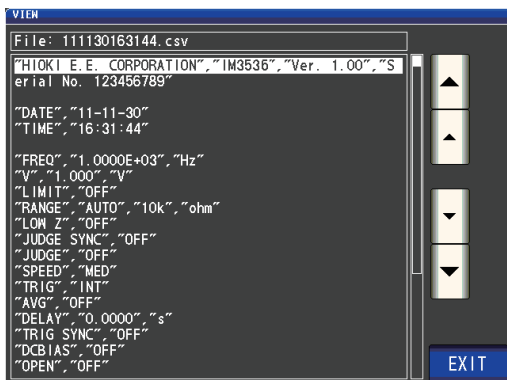 VIEW
File: 111130163144.csv
"HIOKI E.E. CORPORATION","IM3536","Ver. 1.00","S
erial No. 123456789"
"DATE","11-11-30"
"TIME","16:31:44"
"FREQ","1.0000E+03","Hz"
"V","1.000","V"
"LIMIT","OFF"
"RANGE","AUTO","10k","ohm"
"LOW Z","OFF"
"JUDGE SYNC","OFF"
"JUDGE","OFF"
"SPEED","MED"
"TRIG","INT"
"AVG","OFF"
"DELAY","0.0000","s"
"TRIG SYNC","OFF"
"DCBIAS","OFF"
"OPEN","OFF"
EXIT